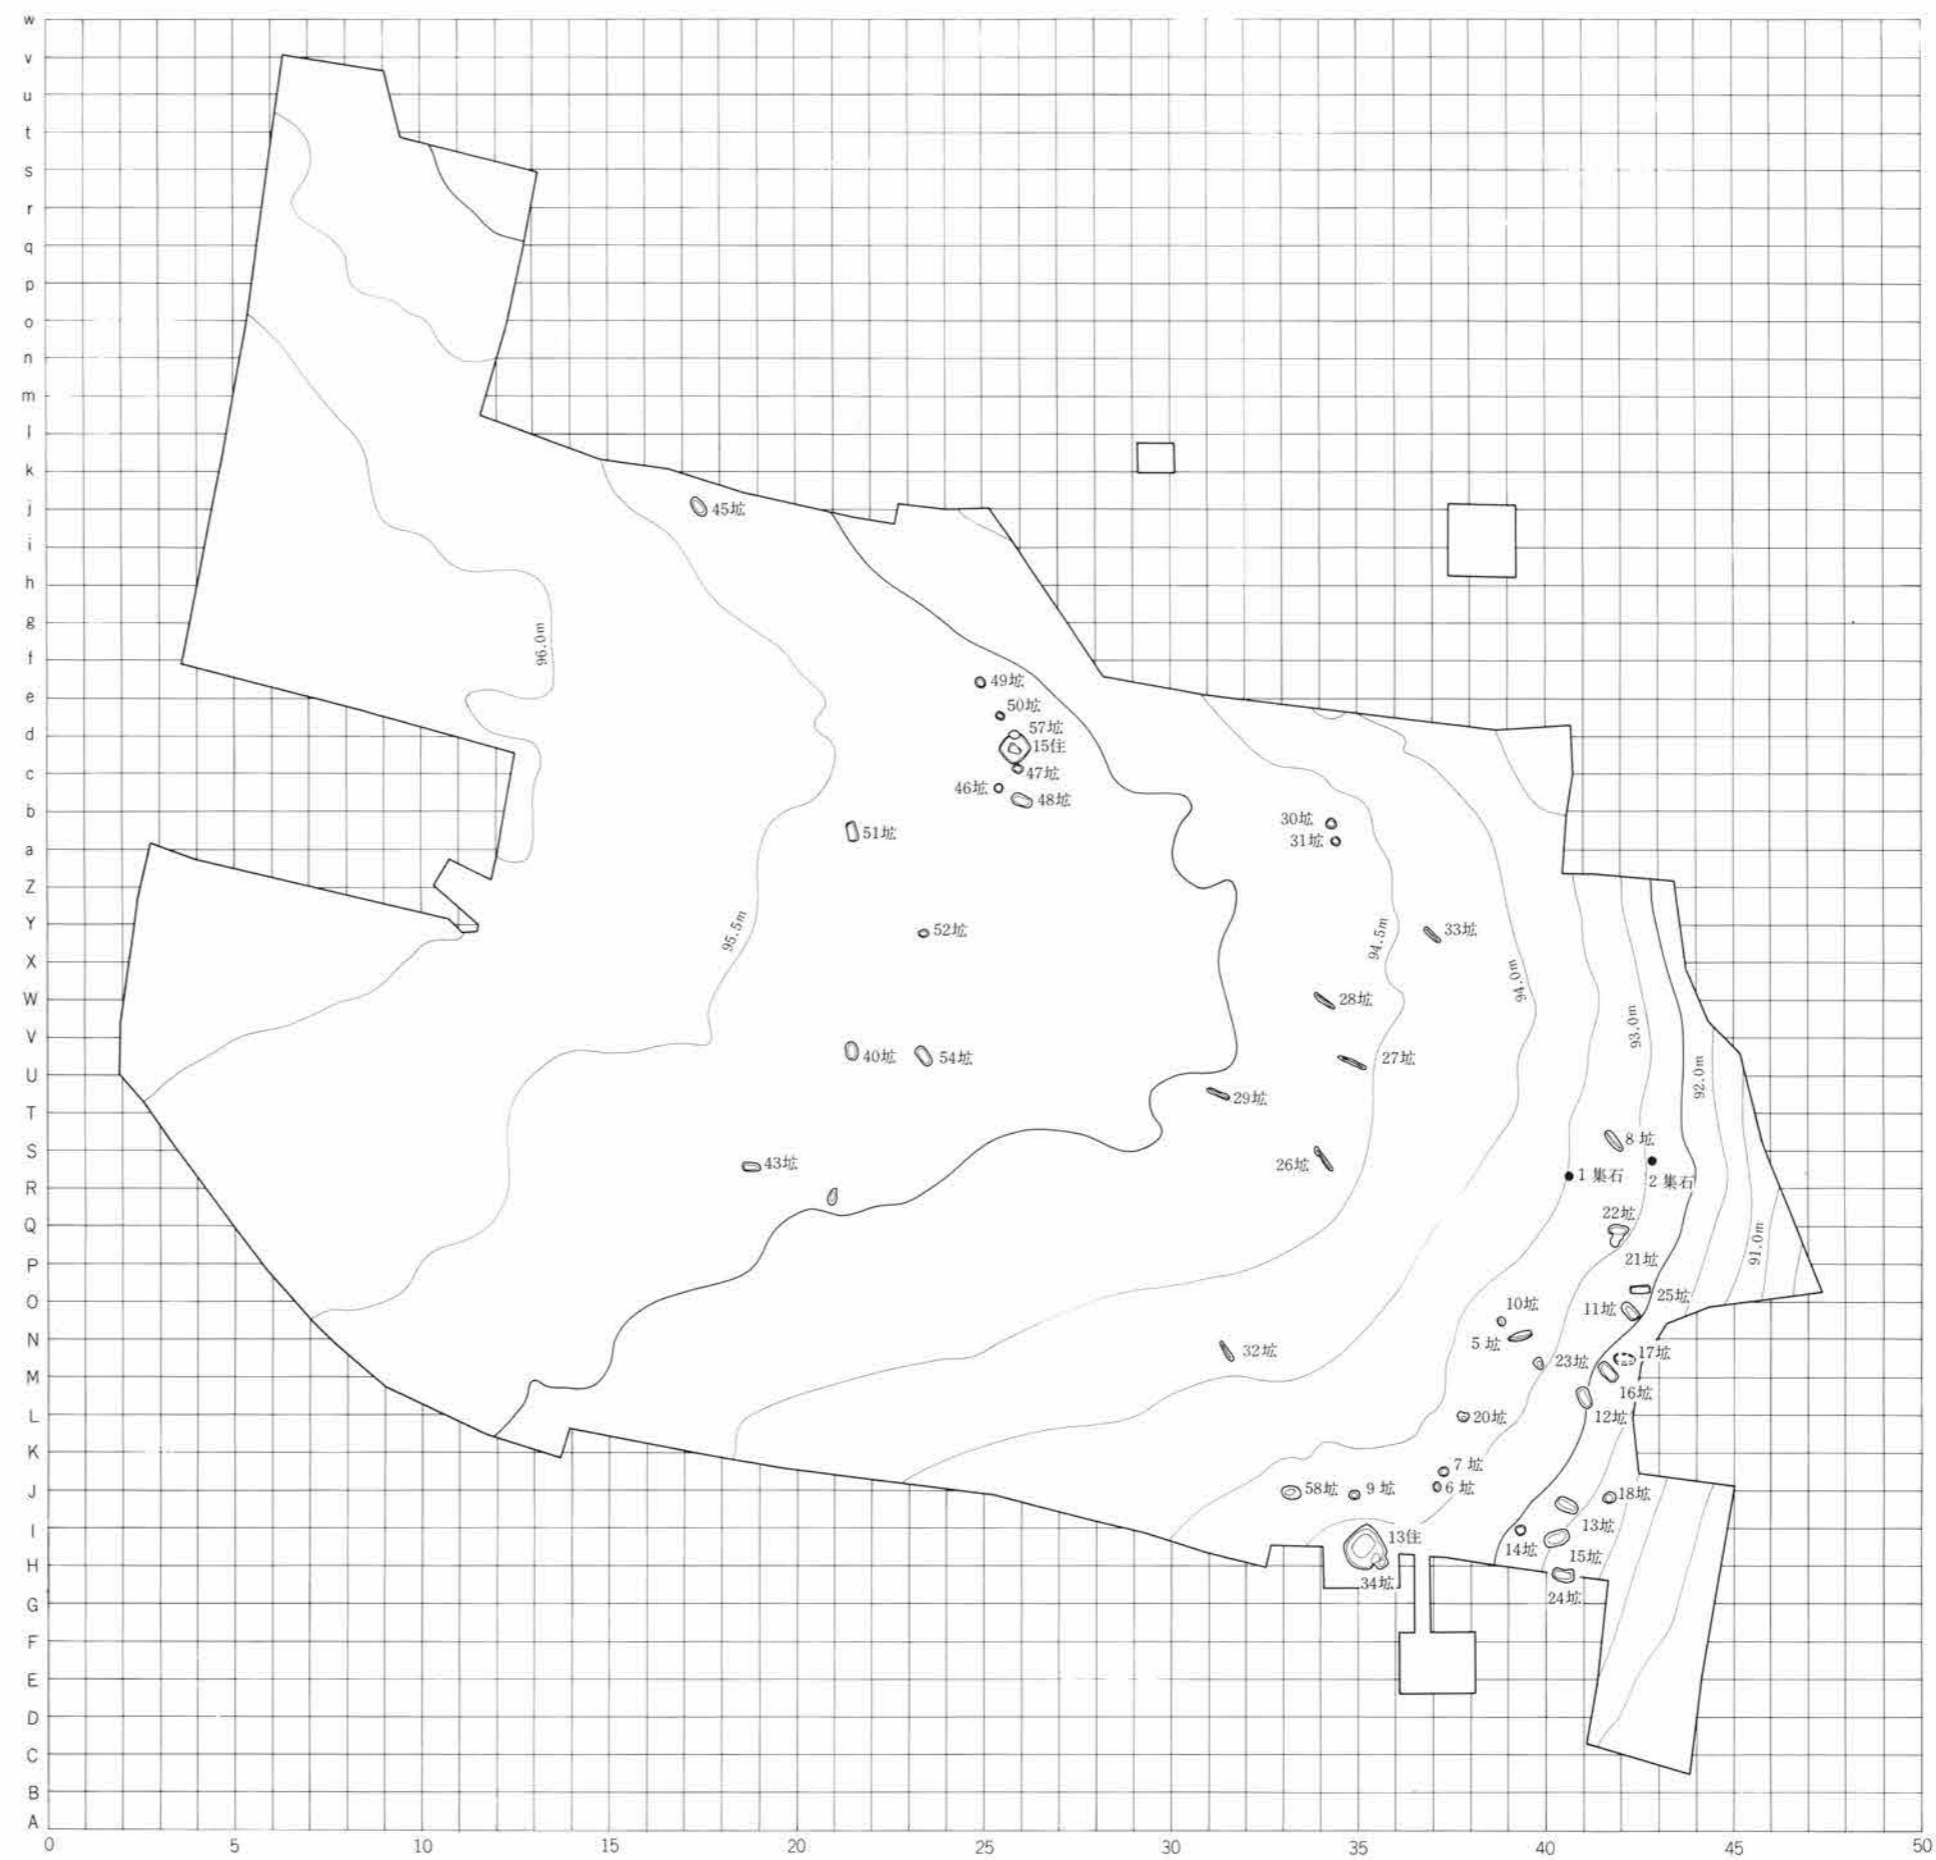 w
v
u
t
s
r
q
p
o
n
m
l
k
j
i
h
g
f
e
d
c
b
a
Z
Y
X
W
V
U
T
S
R
Q
P
O
N
M
L
K
J
I
H
G
F
E
D
C
B
A
0 5 10 15 20 25 30 35 40 45 50
45坑
96.0m
49坑
50坑
57坑
15住
47坑
46坑
48坑
51坑
30坑
31坑
95.5m
52坑
94.5m
33坑
94.0m
28坑
93.0m
40坑
54坑
27坑
92.0m
29坑
8坑
43坑
26坑
1集石
2集石
22坑
91.0m
21坑
25坑
10坑
11坑
5坑
32坑
23坑
17坑
16坑
20坑
12坑
7坑
58坑
9坑
6坑
18坑
13坑
13住
14坑
15坑
34坑
24坑